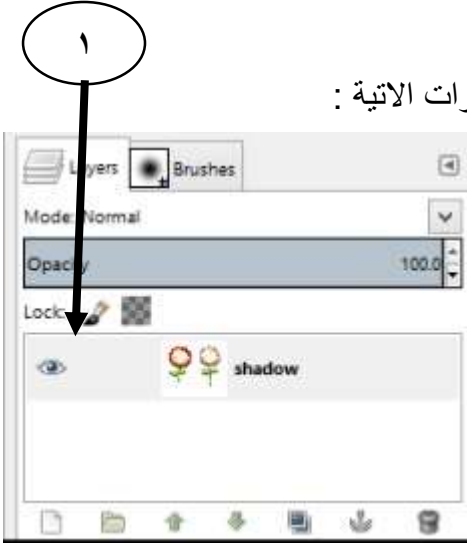 ١
رات الاتية :
Layers Brushes
Mode: Normal
Opacity 100.0
Lock:
shadow